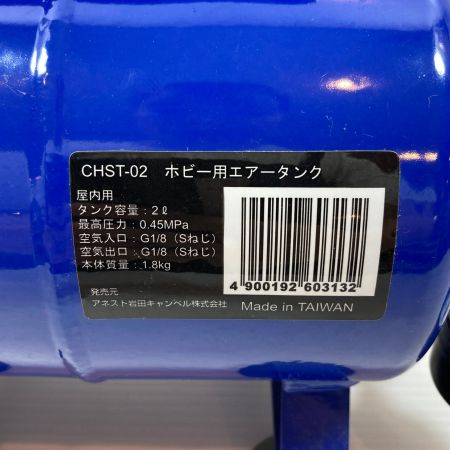 CHST-02 ホビー用エアータンク
屋内用
タンク容量：2ℓ
最高圧力：0.45MPa
空気入口：G1/8（Sねじ）
空気出口：G1/8（Sねじ）
本体質量：1.8kg
発売元
アネスト岩田キャンベル株式会社
4 900192 603132
Made in TAIWAN